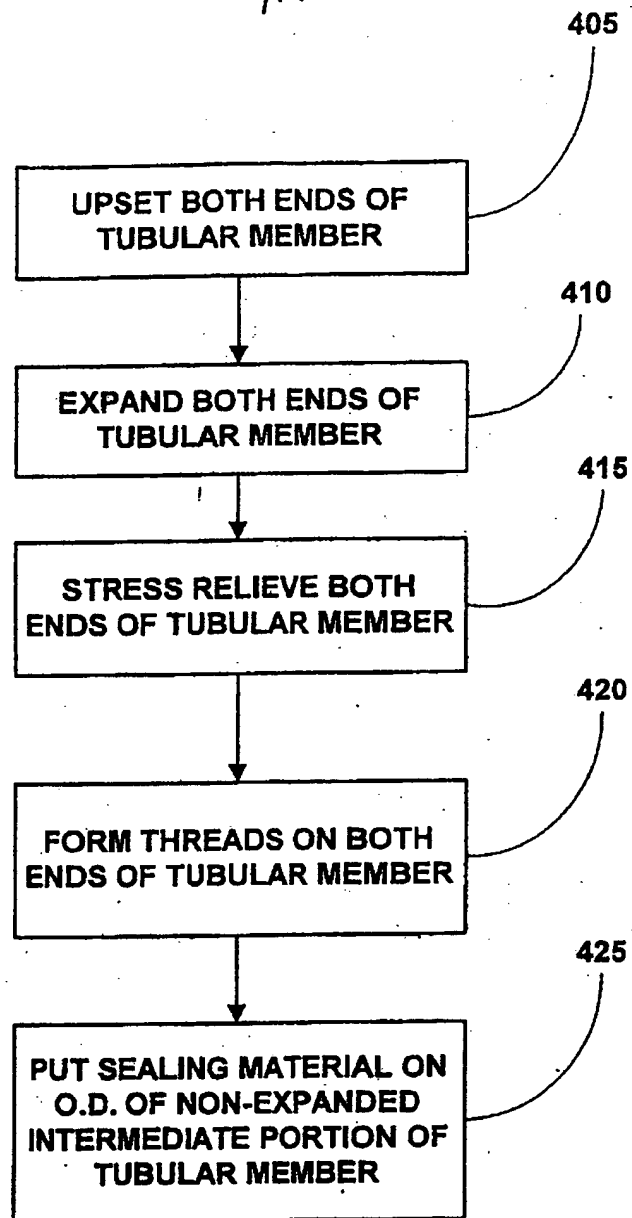 405
UPSET BOTH ENDS OF
TUBULAR MEMBER
410
EXPAND BOTH ENDS OF
TUBULAR MEMBER
415
STRESS RELIEVE BOTH
ENDS OF TUBULAR MEMBER
420
FORM THREADS ON BOTH
ENDS OF TUBULAR MEMBER
425
PUT SEALING MATERIAL ON
O.D. OF NON-EXPANDED
INTERMEDIATE PORTION OF
TUBULAR MEMBER